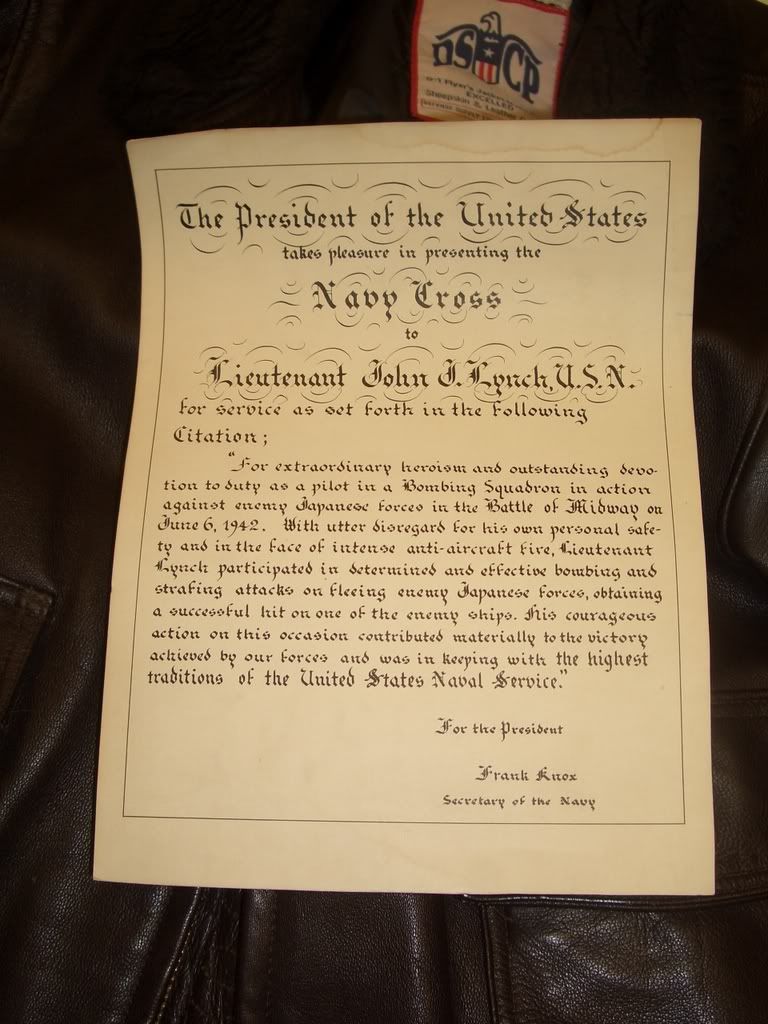 DSCP
G-1 Flyer's Jacket
EXCELLED
Sheepskin & Leather
The President of the United States
takes pleasure in presenting the
Navy Cross
to
Lieutenant John J. Lynch, U.S.N.
for service as set forth in the following
Citation;
"For extraordinary heroism and outstanding devo-
tion to duty as a pilot in a Bombing Squadron in action
against enemy Japanese forces in the Battle of Midway on
June 6, 1942. With utter disregard for his own personal safe-
ty and in the face of intense anti-aircraft fire, Lieutenant
Lynch participated in determined and effective bombing and
strafing attacks on fleeing enemy Japanese forces, obtaining
a successful hit on one of the enemy ships. His courageous
action on this occasion contributed materially to the victory
achieved by our forces and was in keeping with the highest
traditions of the United States Naval Service."
For the President
Frank Knox
Secretary of the Navy